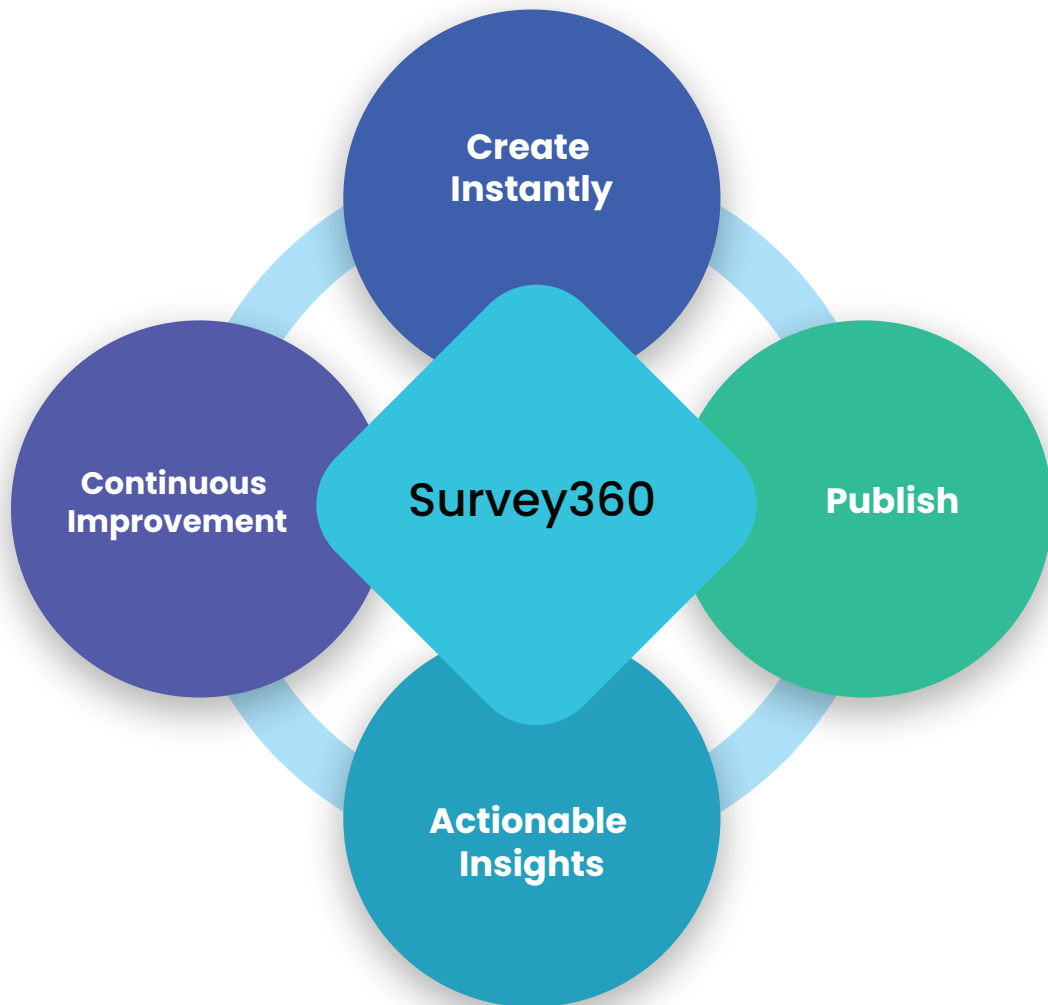 Create
Instantly
Continuous
Improvement
Survey360
Publish
Actionable
Insights